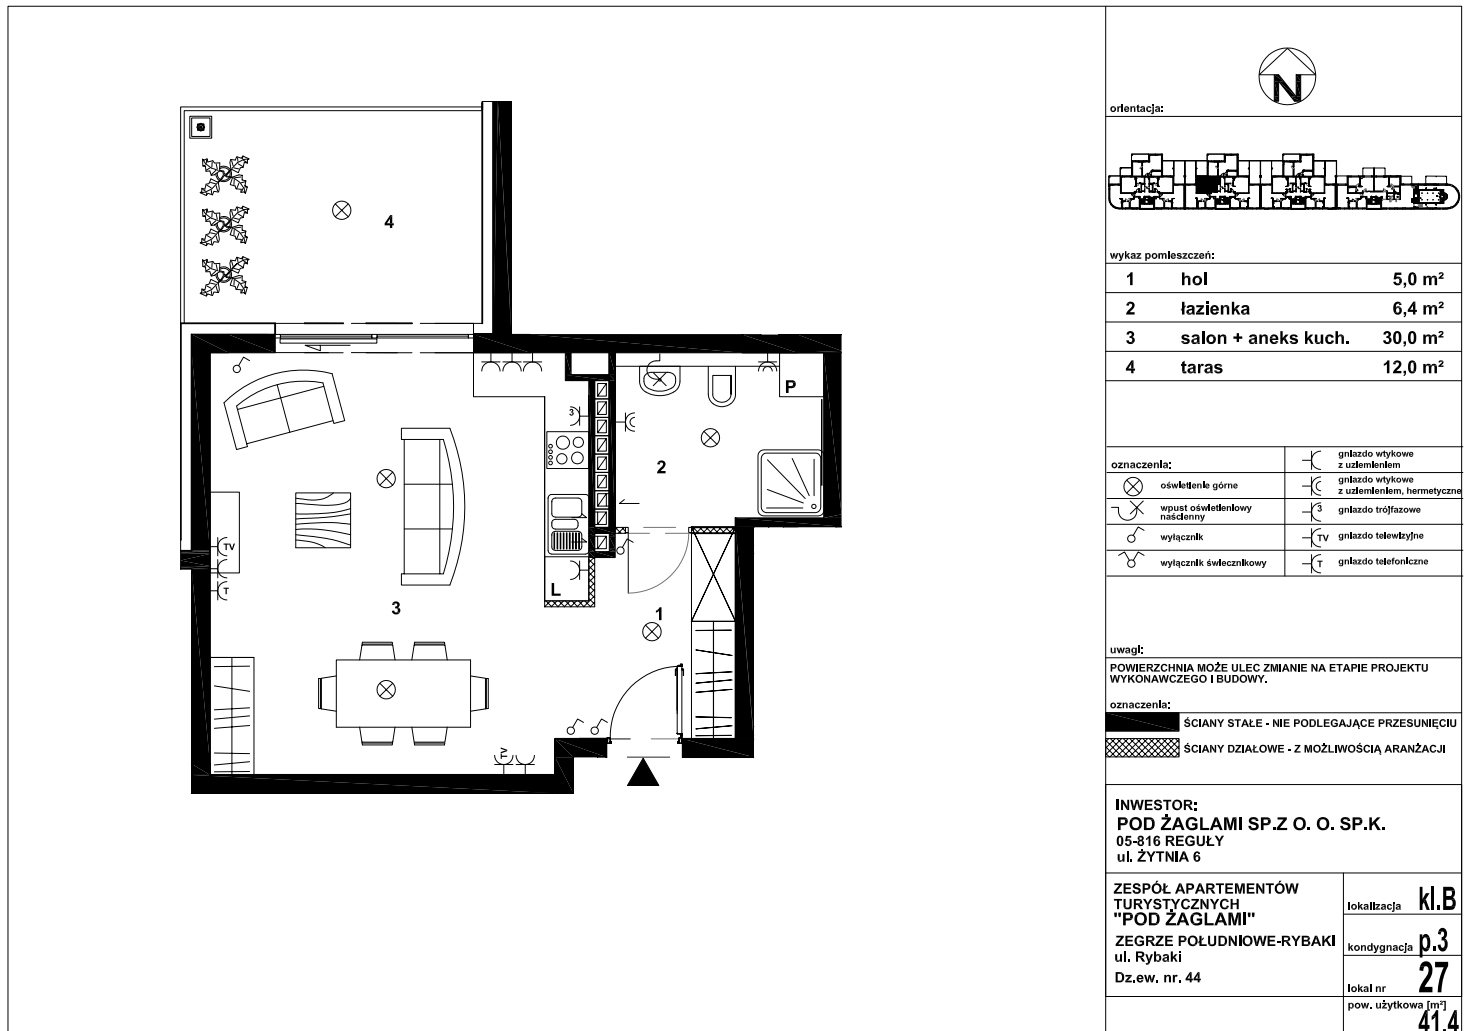 4
P
3
2
TV
T
3
L
1
TV
N
orientacja:
wykaz pomieszczeń:
1 hol 5,0 m²
2 łazienka 6,4 m²
3 salon + aneks kuch. 30,0 m²
4 taras 12,0 m²
oznaczenia:
oświetlenie górne
wpust oświetleniowy
naścienny
wyłącznik
wyłącznik świecznikowy
gniazdo wtykowe
z uziemieniem
gniazdo wtykowe
z uziemieniem, hermetyczne
3 gniazdo trójfazowe
TV gniazdo telewizyjne
T gniazdo telefoniczne
uwagi:
POWIERZCHNIA MOŻE ULEC ZMIANIE NA ETAPIE PROJEKTU
WYKONAWCZEGO I BUDOWY.
oznaczenia:
ŚCIANY STAŁE - NIE PODLEGAJĄCE PRZESUNIĘCIU
ŚCIANY DZIAŁOWE - Z MOŻLIWOŚCIĄ ARANŻACJI
INWESTOR:
POD ŻAGLAMI SP.Z O. O. SP.K.
05-816 REGUŁY
ul. ŻYTNIA 6
ZESPÓŁ APARTEMENTÓW
TURYSTYCZNYCH
"POD ŻAGLAMI"
ZEGRZE POŁUDNIOWE-RYBAKI
ul. Rybaki
Dz.ew. nr. 44
lokalizacja kl.B
kondygnacja p.3
lokal nr 27
pow. użytkowa [m²]
41.4